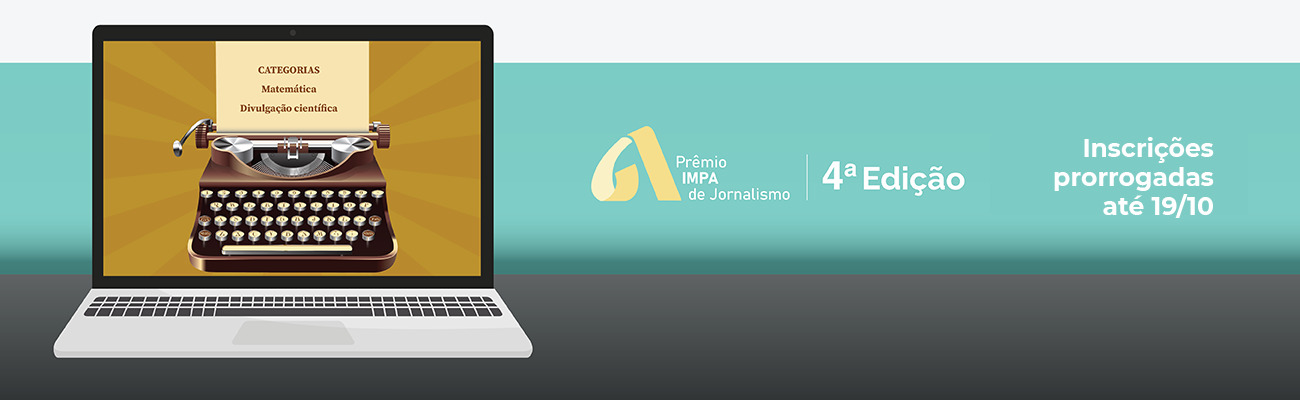 CATEGORIAS
Matemática
Divulgação científica
Prêmio
IMPA
de Jornalismo
4ª Edição
Inscrições
prorrogadas
até 19/10